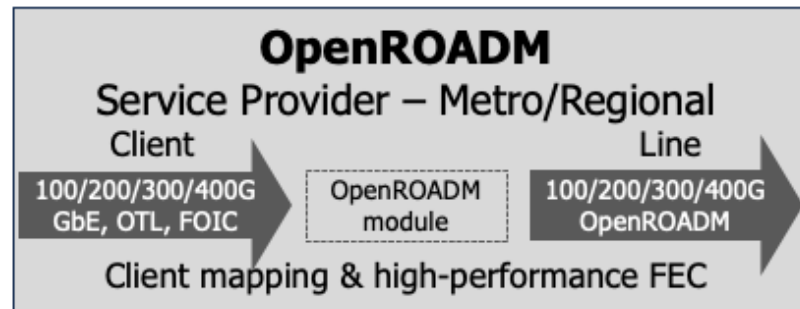 OpenROADM
Service Provider – Metro/Regional
Client
Line
100/200/300/400G
GbE, OTL, FOIC
OpenROADM
module
100/200/300/400G
OpenROADM
Client mapping & high-performance FEC